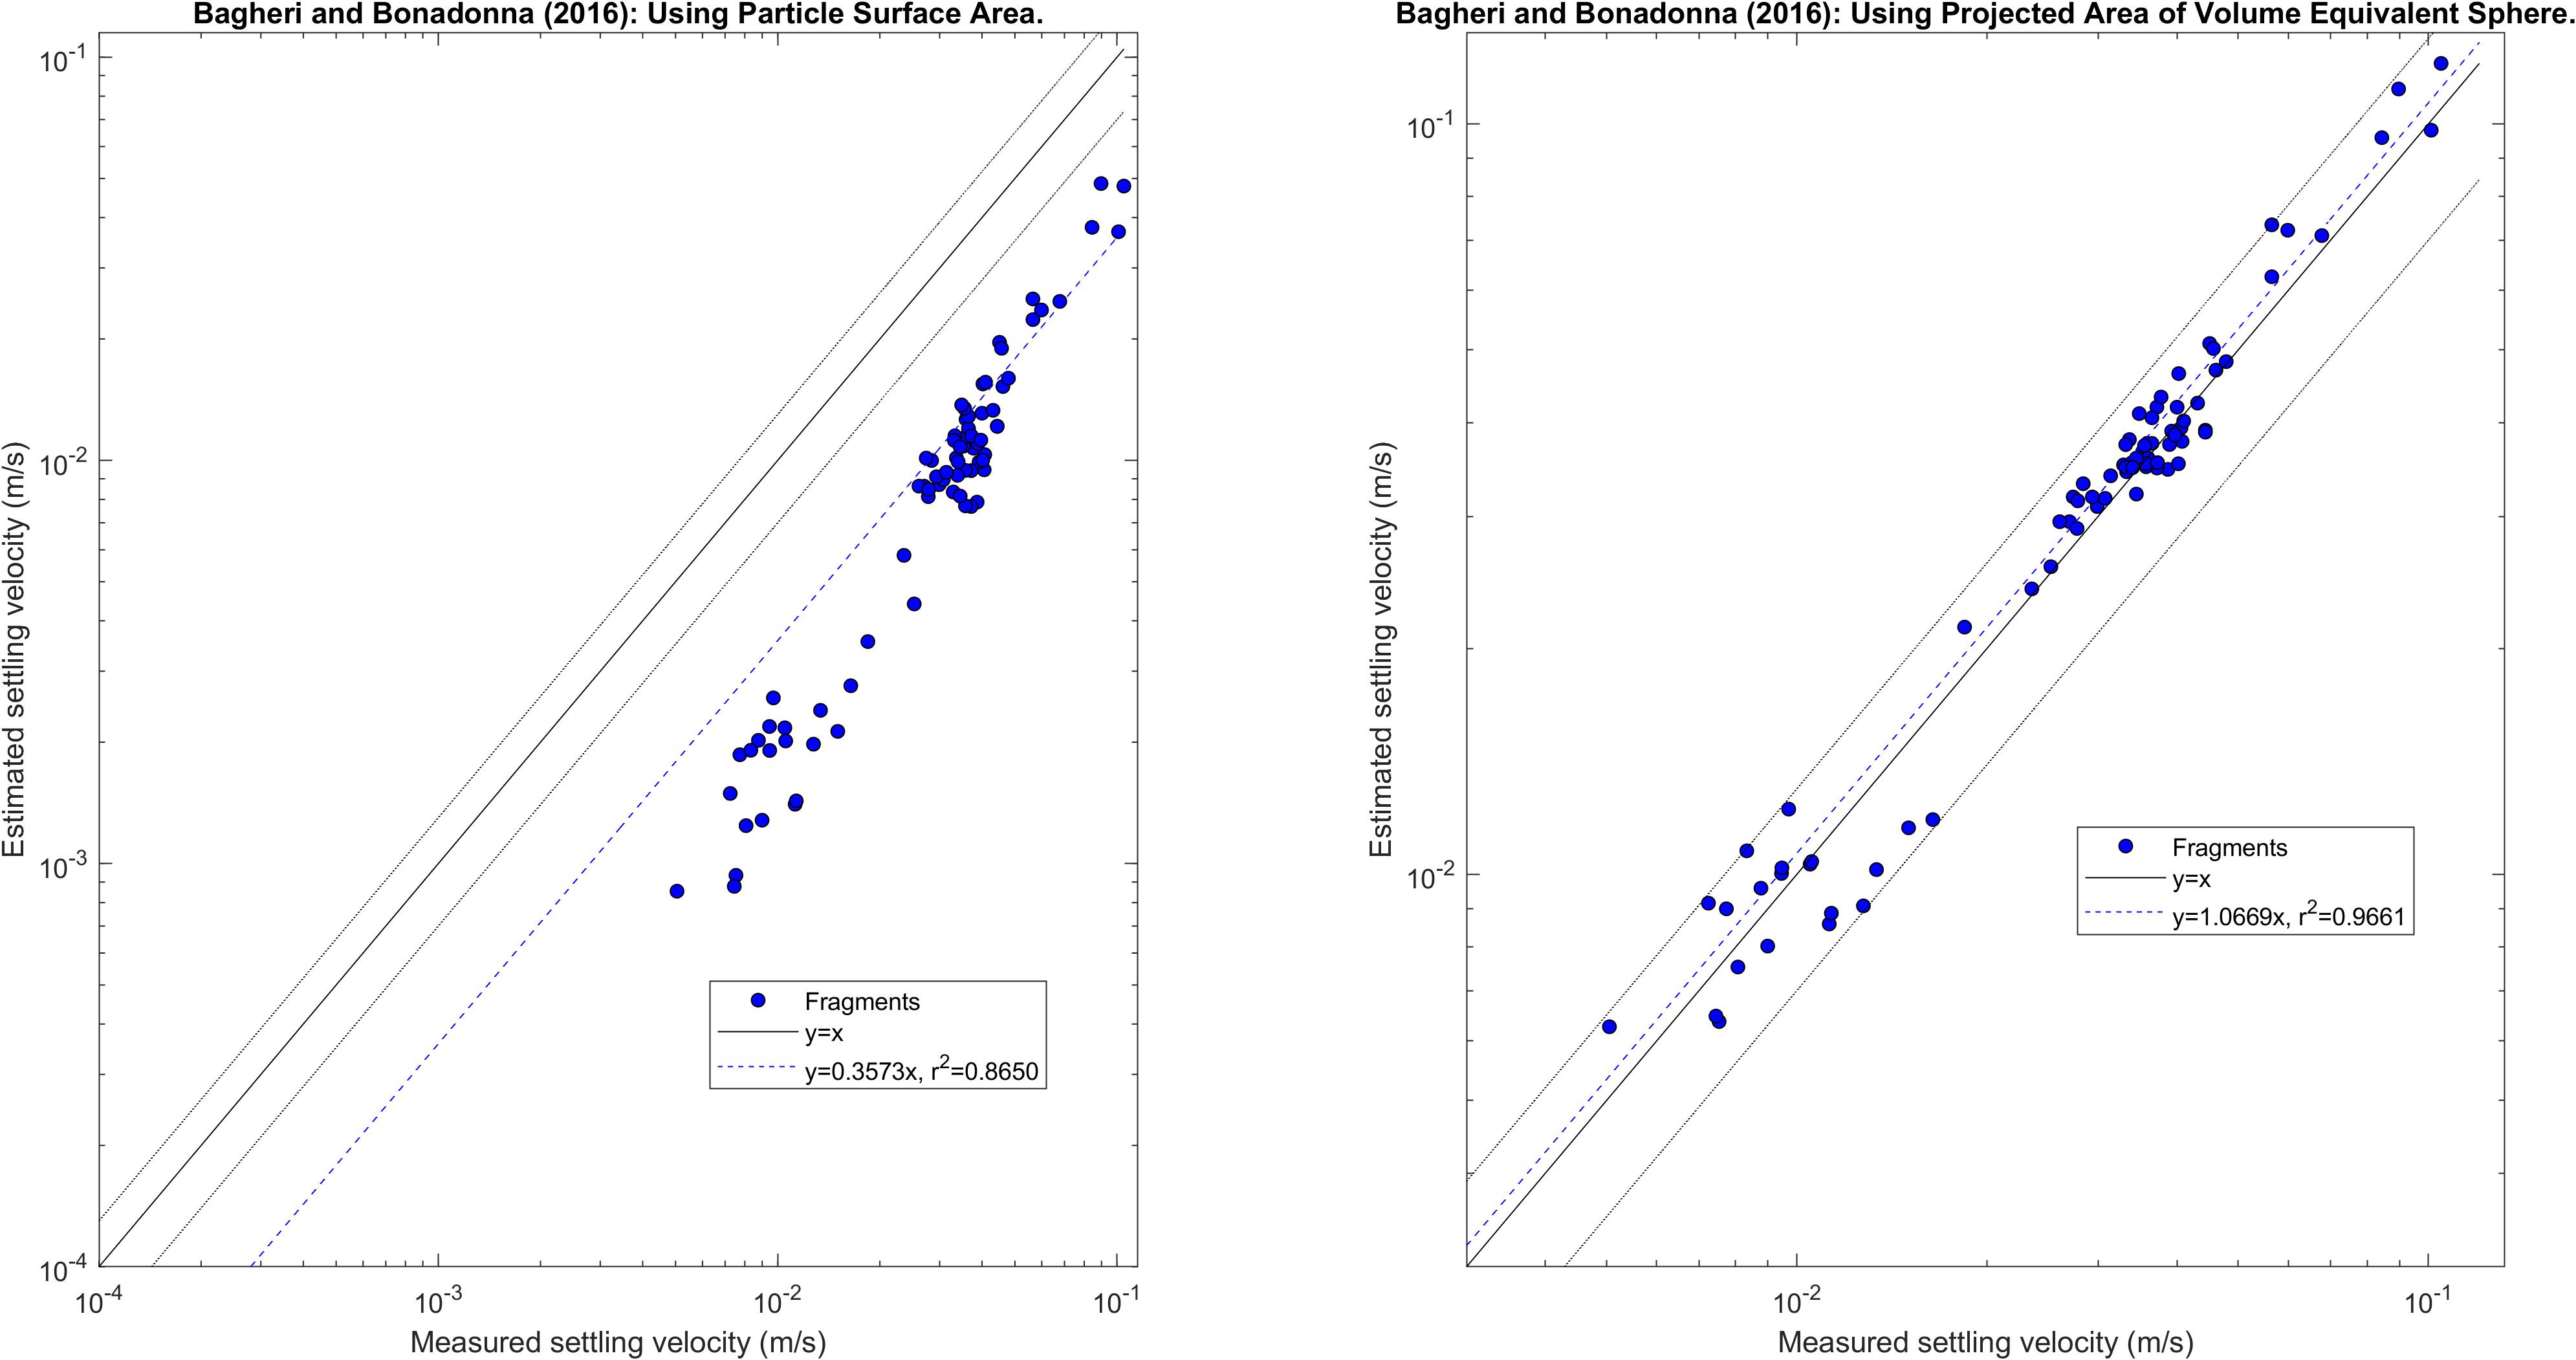 Bagheri and Bonadonna (2016): Using Particle Surface Area.
10-1
10-2
10-3
10-4
Estimated settling velocity (m/s)
Fragments
y=x
y=0.3573x, r2=0.8650
10-4 10-3 10-2 10-1
Measured settling velocity (m/s)
Bagheri and Bonadonna (2016): Using Projected Area of Volume Equivalent Sphere.
10-1
10-2
Estimated settling velocity (m/s)
Fragments
y=x
y=1.0669x, r2=0.9661
10-2 10-1
Measured settling velocity (m/s)